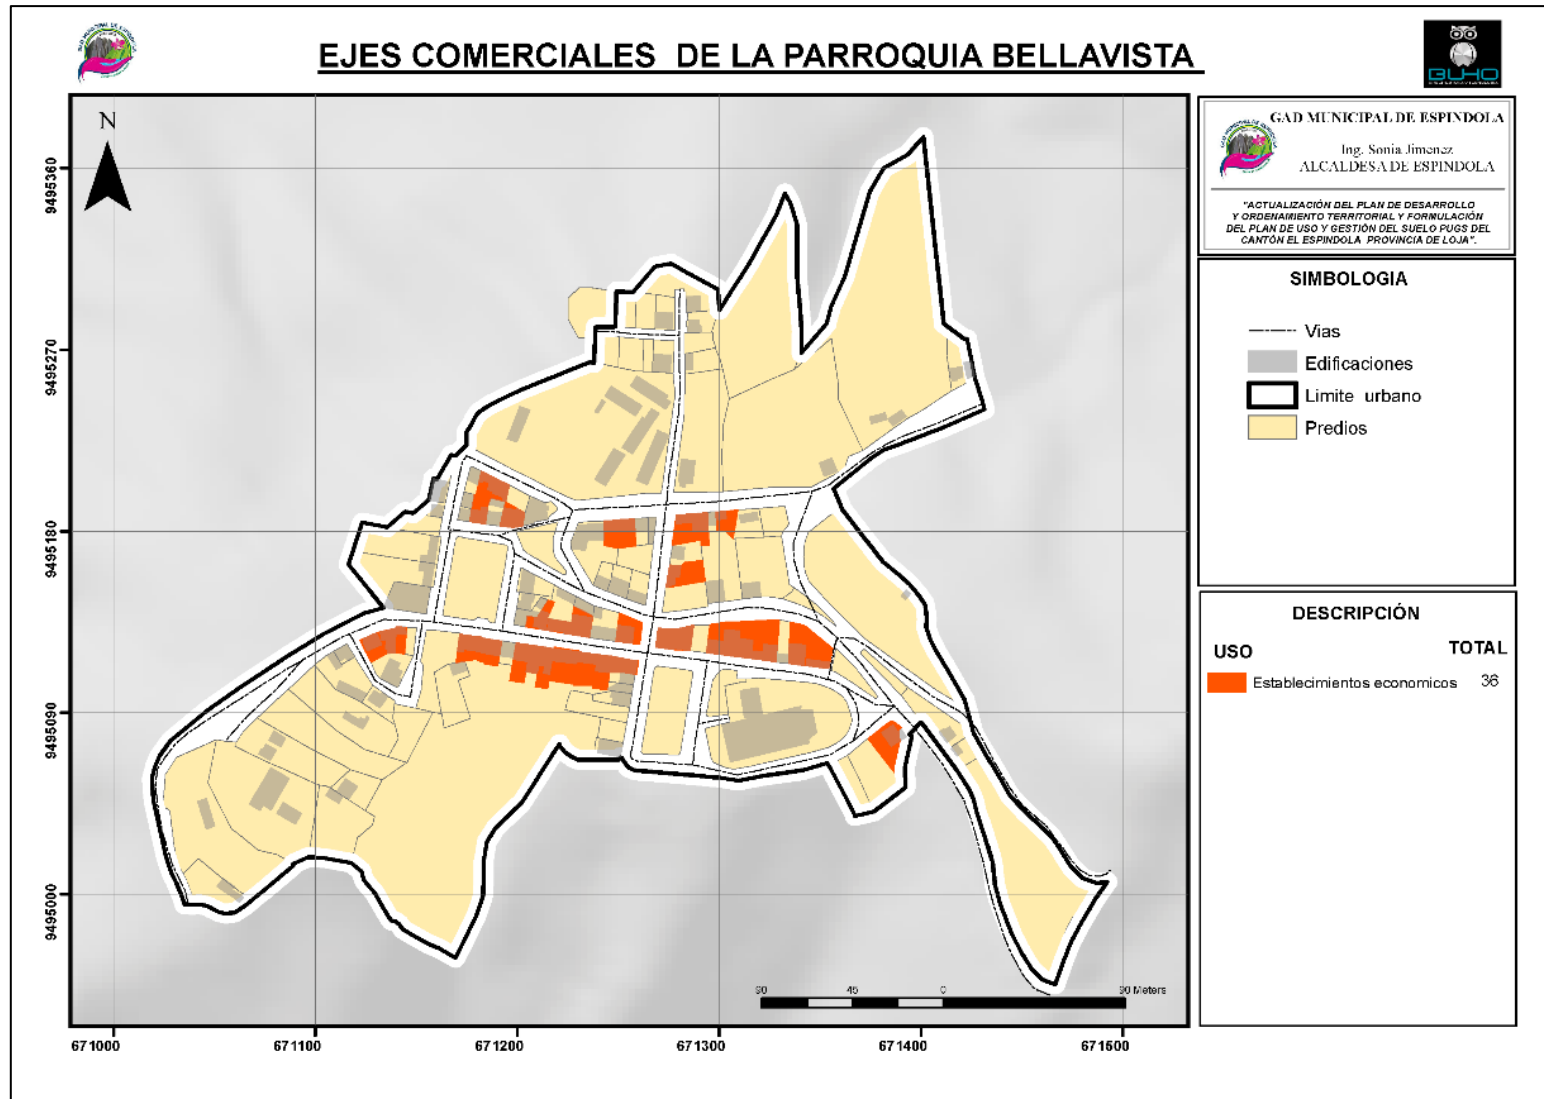 EJES COMERCIALES DE LA PARROQUIA BELLAVISTA
BUHO
N
GAD MUNICIPAL DE ESPINDOLA
Ing. Sonia Jimenez
ALCALDESA DE ESPINDOLA
"ACTUALIZACIÓN DEL PLAN DE DESARROLLO
Y ORDENAMIENTO TERRITORIAL Y FORMULACIÓN
DEL PLAN DE USO Y GESTIÓN DEL SUELO PUGS DEL
CANTÓN EL ESPINDOLA PROVINCIA DE LOJA".
SIMBOLOGIA
Vias
Edificaciones
Limite urbano
Predios
DESCRIPCIÓN
USO TOTAL
Establecimientos economicos 36
9495360
9495270
9495180
9495090
9495000
90 45 0 90 Meters
671000 671100 671200 671300 671400 671500